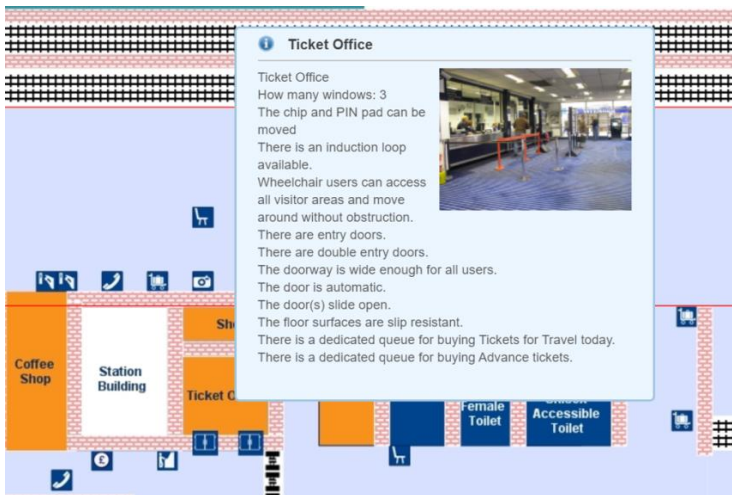 Ticket Office
Ticket Office
How many windows: 3
The chip and PIN pad can be
moved
There is an induction loop
available.
Wheelchair users can access
all visitor areas and move
around without obstruction.
There are entry doors.
There are double entry doors.
The doorway is wide enough for all users.
The door is automatic.
The door(s) slide open.
The floor surfaces are slip resistant.
There is a dedicated queue for buying Tickets for Travel today.
There is a dedicated queue for buying Advance tickets.
Coffee
Shop
Station
Building
Ticket
Female
Toilet
Accessible
Toilet
£